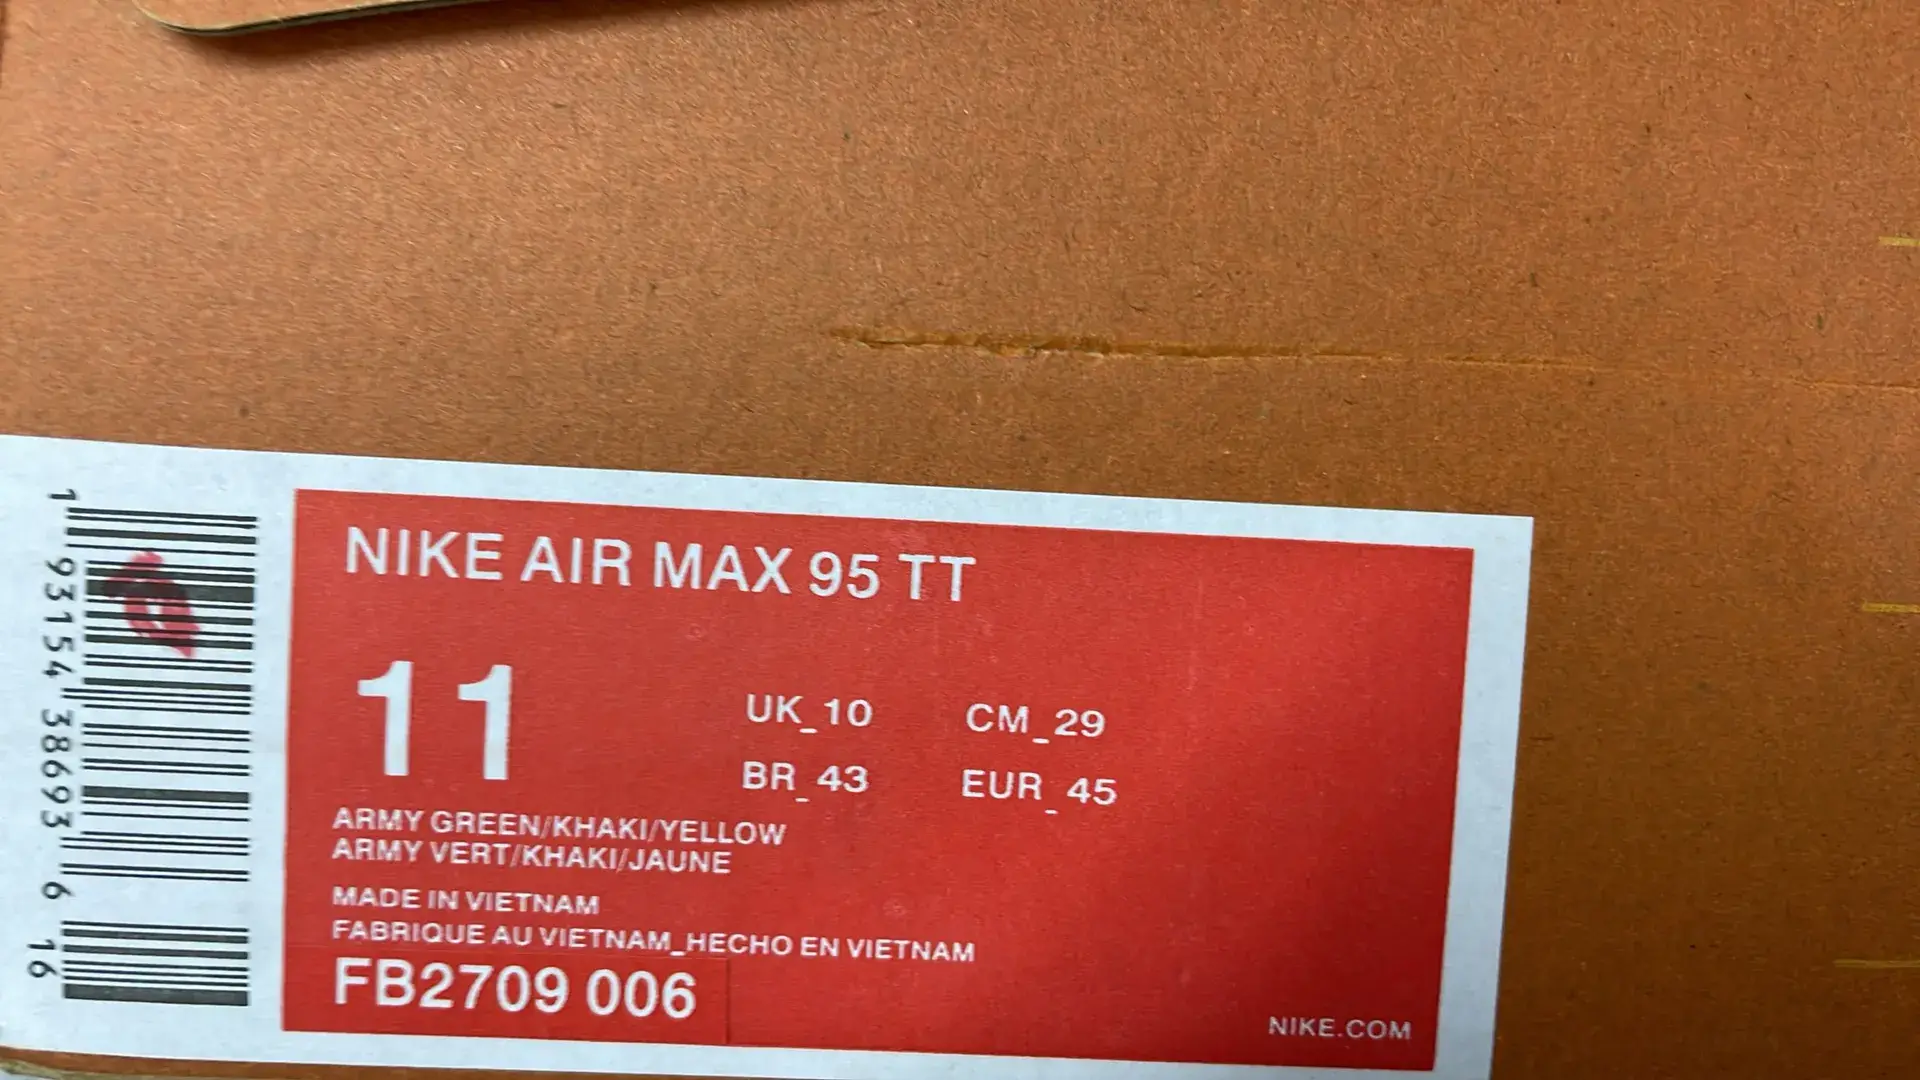 1 93154 38693 6 16
NIKE AIR MAX 95 TT
11
UK_10 CM_29
BR_43 EUR_45
ARMY GREEN/KHAKI/YELLOW
ARMY VERT/KHAKI/JAUNE
MADE IN VIETNAM
FABRIQUE AU VIETNAM_HECHO EN VIETNAM
FB2709 006
NIKE.COM